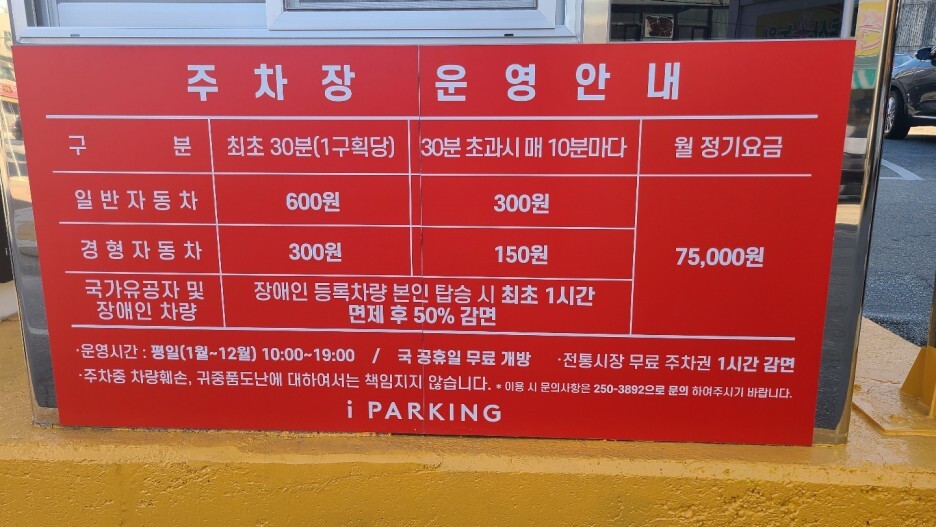 주차장 운영안내
구 분 최초 30분(1구획당) 30분 초과시 매 10분마다 월 정기요금
일반자동차 600원 300원 75,000원
경형자동차 300원 150원
국가유공자 및 장애인 차량 장애인 등록차량 본인 탑승 시 최초 1시간
면제 후 50% 감면
·운영시간 : 평일(1월~12월) 10:00~19:00 / 국 공휴일 무료 개방 ·전통시장 무료 주차권 1시간 감면
·주차중 차량훼손, 귀중품도난에 대하여서는 책임지지 않습니다. * 이용 시 문의사항은 250-3892으로 문의 하여주시기 바랍니다.
i PARKING